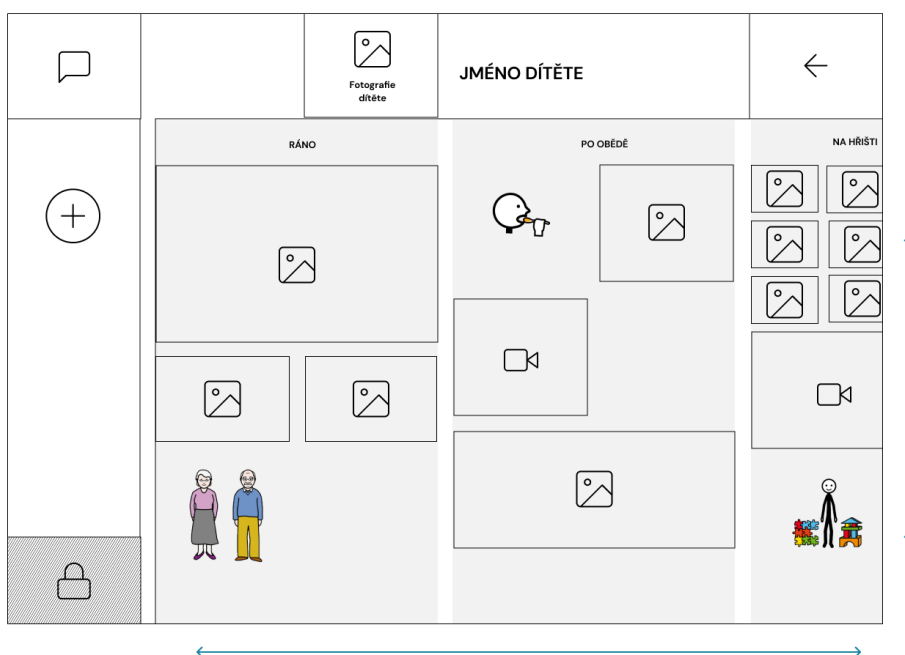 Fotografie
dítěte
JMÉNO DÍTĚTE
RÁNO
PO OBĚDĚ
NA HŘIŠTI